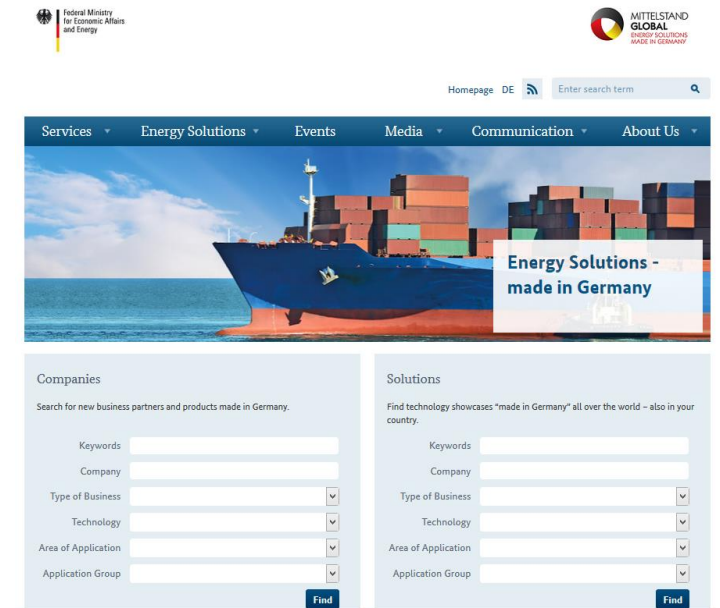 Federal Ministry
for Economic Affairs
and Energy
MITTELSTAND
GLOBAL
ENERGY SOLUTIONS
MADE IN GERMANY
Homepage DE Enter search term
Services Energy Solutions Events Media Communication About Us
Energy Solutions -
made in Germany
Companies
Search for new business partners and products made in Germany.
Keywords
Company
Type of Business
Technology
Area of Application
Application Group
Find
Solutions
Find technology showcases "made in Germany" all over the world – also in your
country.
Keywords
Company
Type of Business
Technology
Area of Application
Application Group
Find